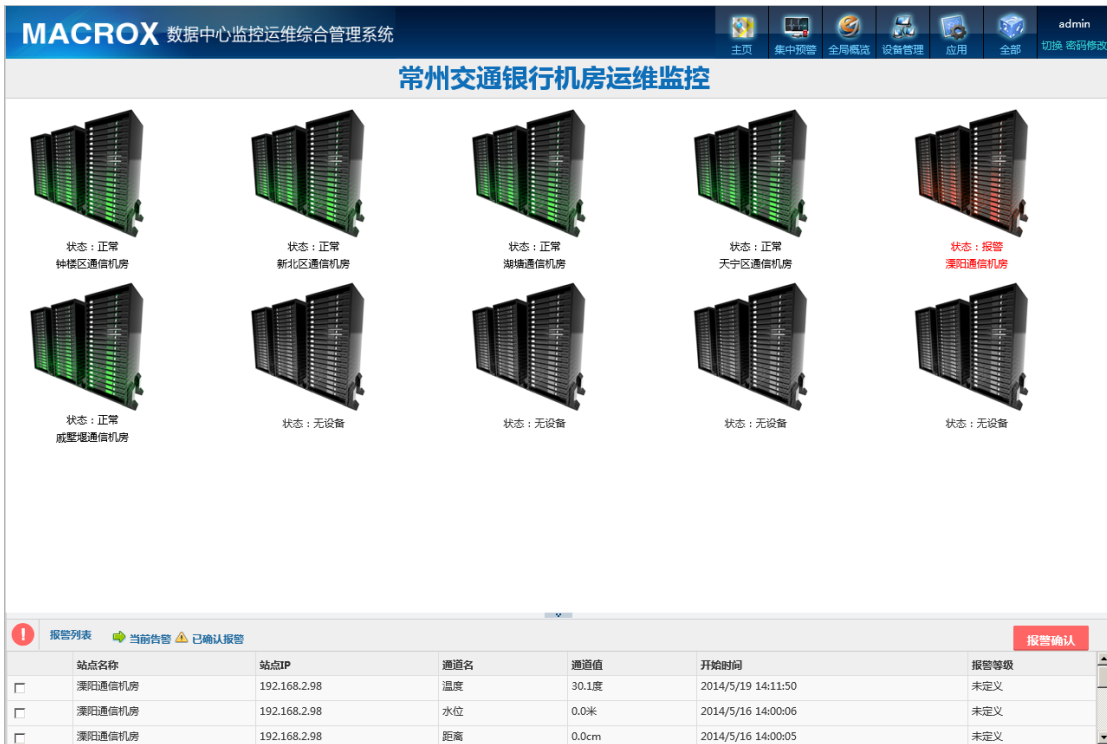 MACROX 数据中心监控运维综合管理系统
主页 集中预警 全局概览 设备管理 应用 全部
admin
切换 密码修改
常州交通银行机房运维监控
状态：正常 状态：正常 状态：正常 状态：正常 状态：报警
钟楼区通信机房 新北区通信机房 湖塘通信机房 天宁区通信机房 溧阳通信机房
状态：正常 状态：无设备 状态：无设备 状态：无设备 状态：无设备
戚墅堰通信机房
报警列表 当前告警 已确认报警 报警确认
站点名称 站点IP 通道名 通道值 开始时间 报警等级
溧阳通信机房 192.168.2.98 温度 30.1度 2014/5/19 14:11:50 未定义
溧阳通信机房 192.168.2.98 水位 0.0米 2014/5/16 14:00:06 未定义
溧阳通信机房 192.168.2.98 距离 0.0cm 2014/5/16 14:00:05 未定义